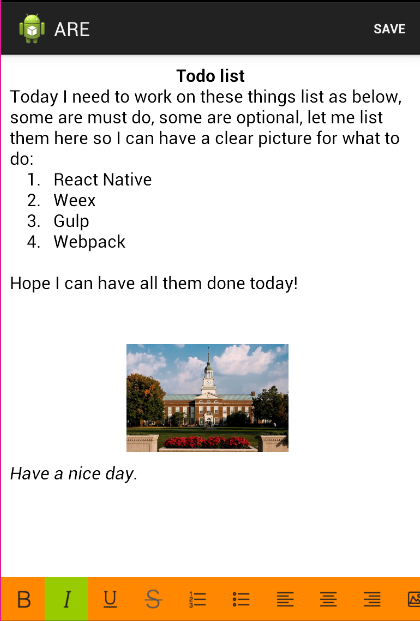 ARE
SAVE
Todo list
Today I need to work on these things list as below,
some are must do, some are optional, let me list
them here so I can have a clear picture for what to
do:
1. React Native
2. Weex
3. Gulp
4. Webpack
Hope I can have all them done today!
Have a nice day.
B I U S